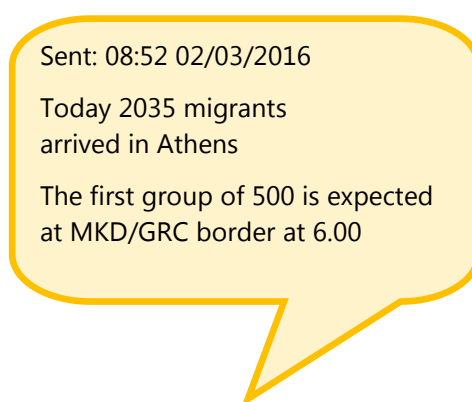 Sent: 08:52 02/03/2016
Today 2035 migrants
arrived in Athens
The first group of 500 is expected
at MKD/GRC border at 6.00